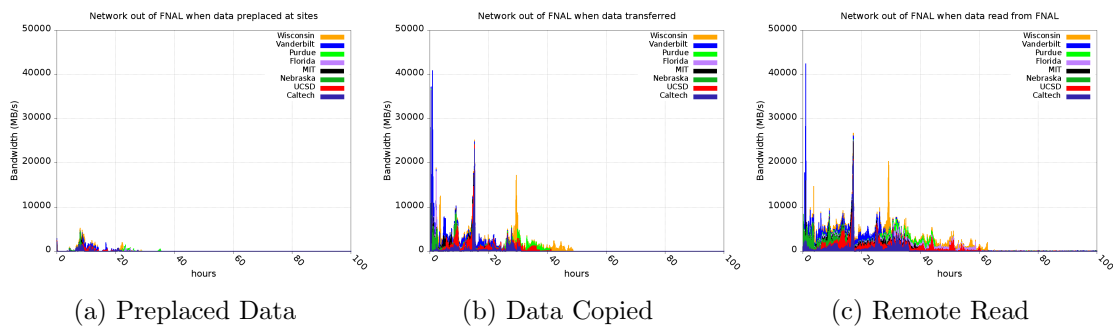 Network out of FNAL when data preplaced at sites
50000
40000
30000
20000
10000
0
Bandwidth (MB/s)
Wisconsin
Vanderbilt
Purdue
Florida
MIT
Nebraska
UCSD
Caltech
0
20
40
60
80
100
hours
(a) Preplaced Data
Network out of FNAL when data transferred
50000
40000
30000
20000
10000
0
Bandwidth (MB/s)
Wisconsin
Vanderbilt
Purdue
Florida
MIT
Nebraska
UCSD
Caltech
0
20
40
60
80
100
hours
(b) Data Copied
Network out of FNAL when data read from FNAL
50000
40000
30000
20000
10000
0
Bandwidth (MB/s)
Wisconsin
Vanderbilt
Purdue
Florida
MIT
Nebraska
UCSD
Caltech
0
20
40
60
80
100
hours
(c) Remote Read